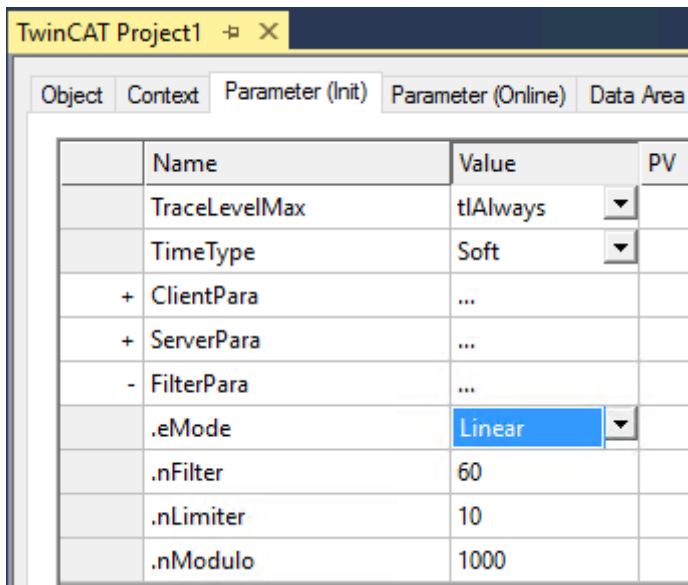 TwinCAT Project1
Object Context Parameter (Init) Parameter (Online) Data Area
Name Value PV
TraceLevelMax tlAlways
TimeType Soft
+ ClientPara ...
+ ServerPara ...
- FilterPara ...
.eMode Linear
.nFilter 60
.nLimiter 10
.nModulo 1000